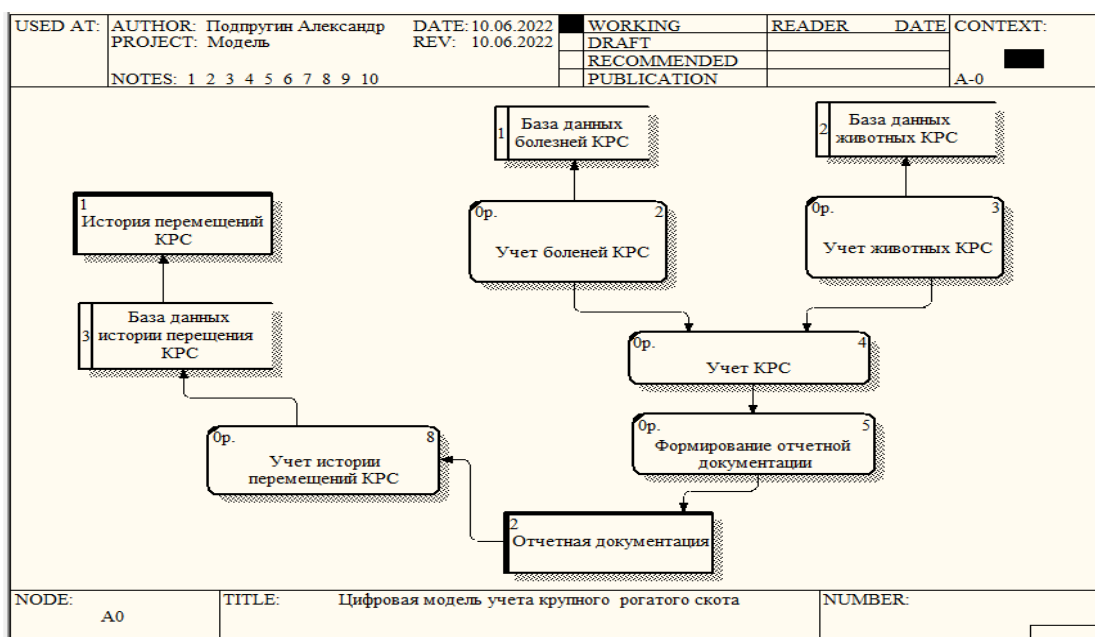 USED AT: AUTHOR: Подпругин Александр DATE: 10.06.2022 WORKING READER DATE CONTEXT:
PROJECT: Модель REV: 10.06.2022 DRAFT
RECOMMENDED
NOTES: 1 2 3 4 5 6 7 8 9 10 PUBLICATION A-0
1
База данных
болезней КРС
2
База данных
животных КРС
1
История перемещений
КРС
0р. 2
Учет боленей КРС
0р. 3
Учет животных КРС
3
База данных
истории перещения
КРС
0р. 4
Учет КРС
0р. 5
Формирование отчетной
документации
0р. 8
Учет истории
перемещений КРС
2
Отчетная документация
NODE: TITLE: Цифровая модель учета крупного рогатого скота NUMBER:
A0